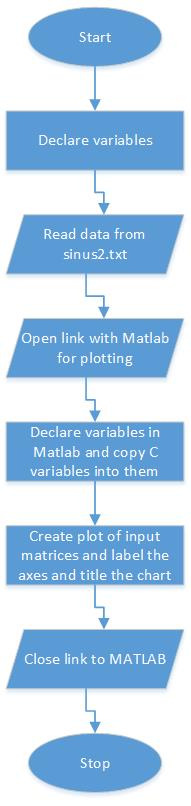 Start
Declare variables
Read data from
sinus2.txt
Open link with Matlab
for plotting
Declare variables in
Matlab and copy C
variables into them
Create plot of input
matrices and label the
axes and title the chart
Close link to MATLAB
Stop